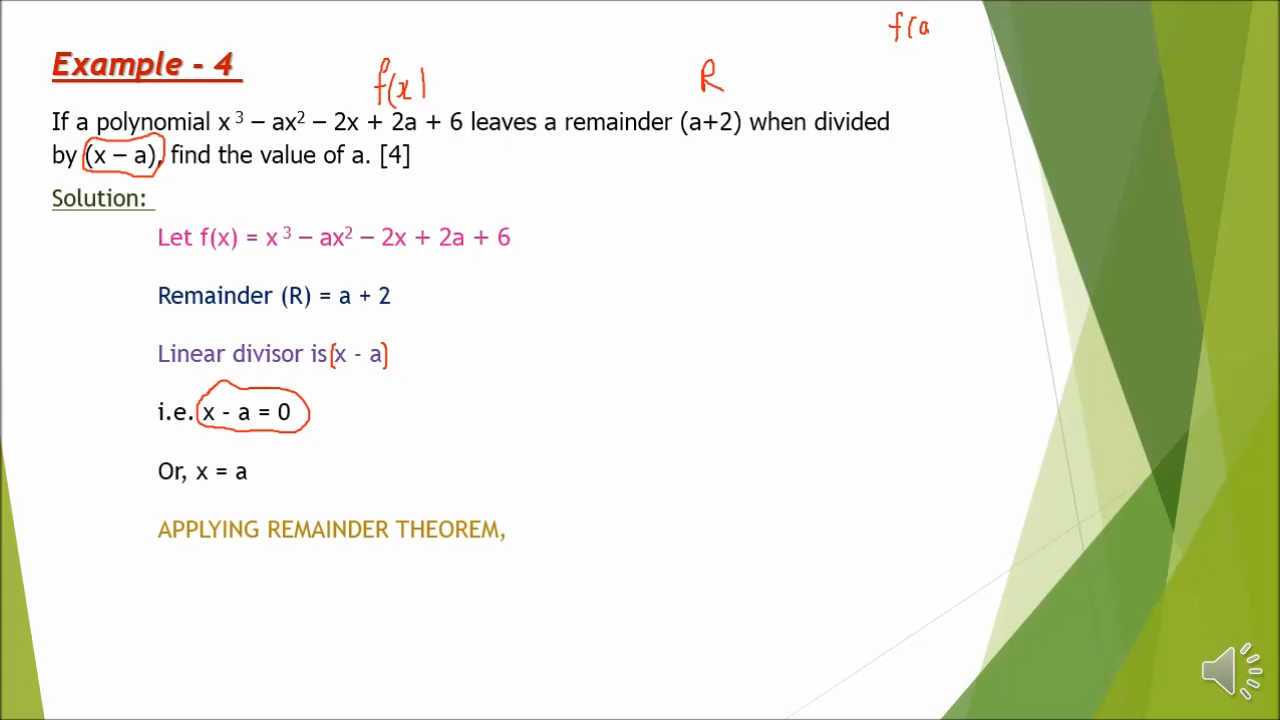 f(a
Example - 4
f(x)
R
If a polynomial x³ – ax² – 2x + 2a + 6 leaves a remainder (a+2) when divided
by (x – a), find the value of a. [4]
Solution:
Let f(x) = x³ – ax² – 2x + 2a + 6
Remainder (R) = a + 2
Linear divisor is (x - a)
i.e. x - a = 0
Or, x = a
APPLYING REMAINDER THEOREM,